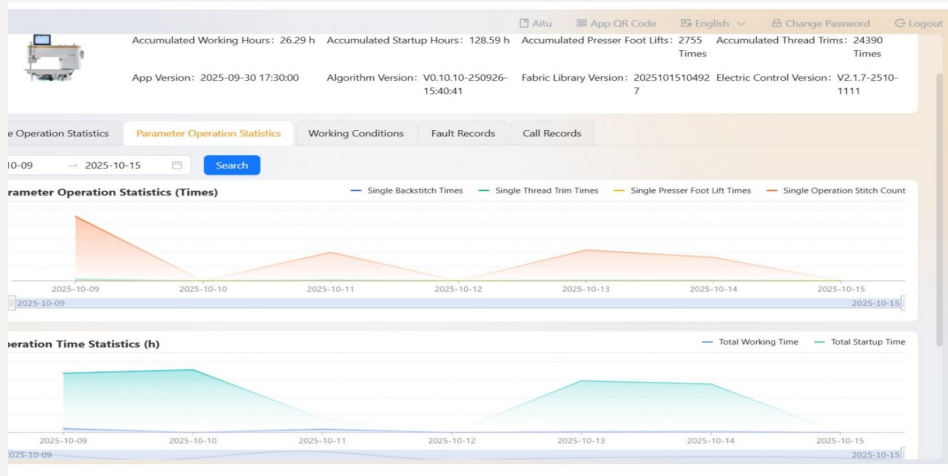 Aitu App QR Code English Change Password Logout
Accumulated Working Hours: 26.29 h Accumulated Startup Hours: 128.59 h Accumulated Presser Foot Lifts: 2755 Times Accumulated Thread Trims: 24390 Times
App Version: 2025-09-30 17:30:00 Algorithm Version: V0.10.10-250926-15:40:41 Fabric Library Version: 20251015104927 Electric Control Version: V2.1.7-2510-1111
e Operation Statistics Parameter Operation Statistics Working Conditions Fault Records Call Records
10-09 → 2025-10-15 Search
rameter Operation Statistics (Times) Single Backstitch Times Single Thread Trim Times Single Presser Foot Lift Times Single Operation Stitch Count
2025-10-09 2025-10-10 2025-10-11 2025-10-12 2025-10-13 2025-10-14 2025-10-15
2025-10-09 2025-10-15
eration Time Statistics (h) Total Working Time Total Startup Time
2025-10-09 2025-10-10 2025-10-11 2025-10-12 2025-10-13 2025-10-14 2025-10-15
025-10-09 2025-10-15